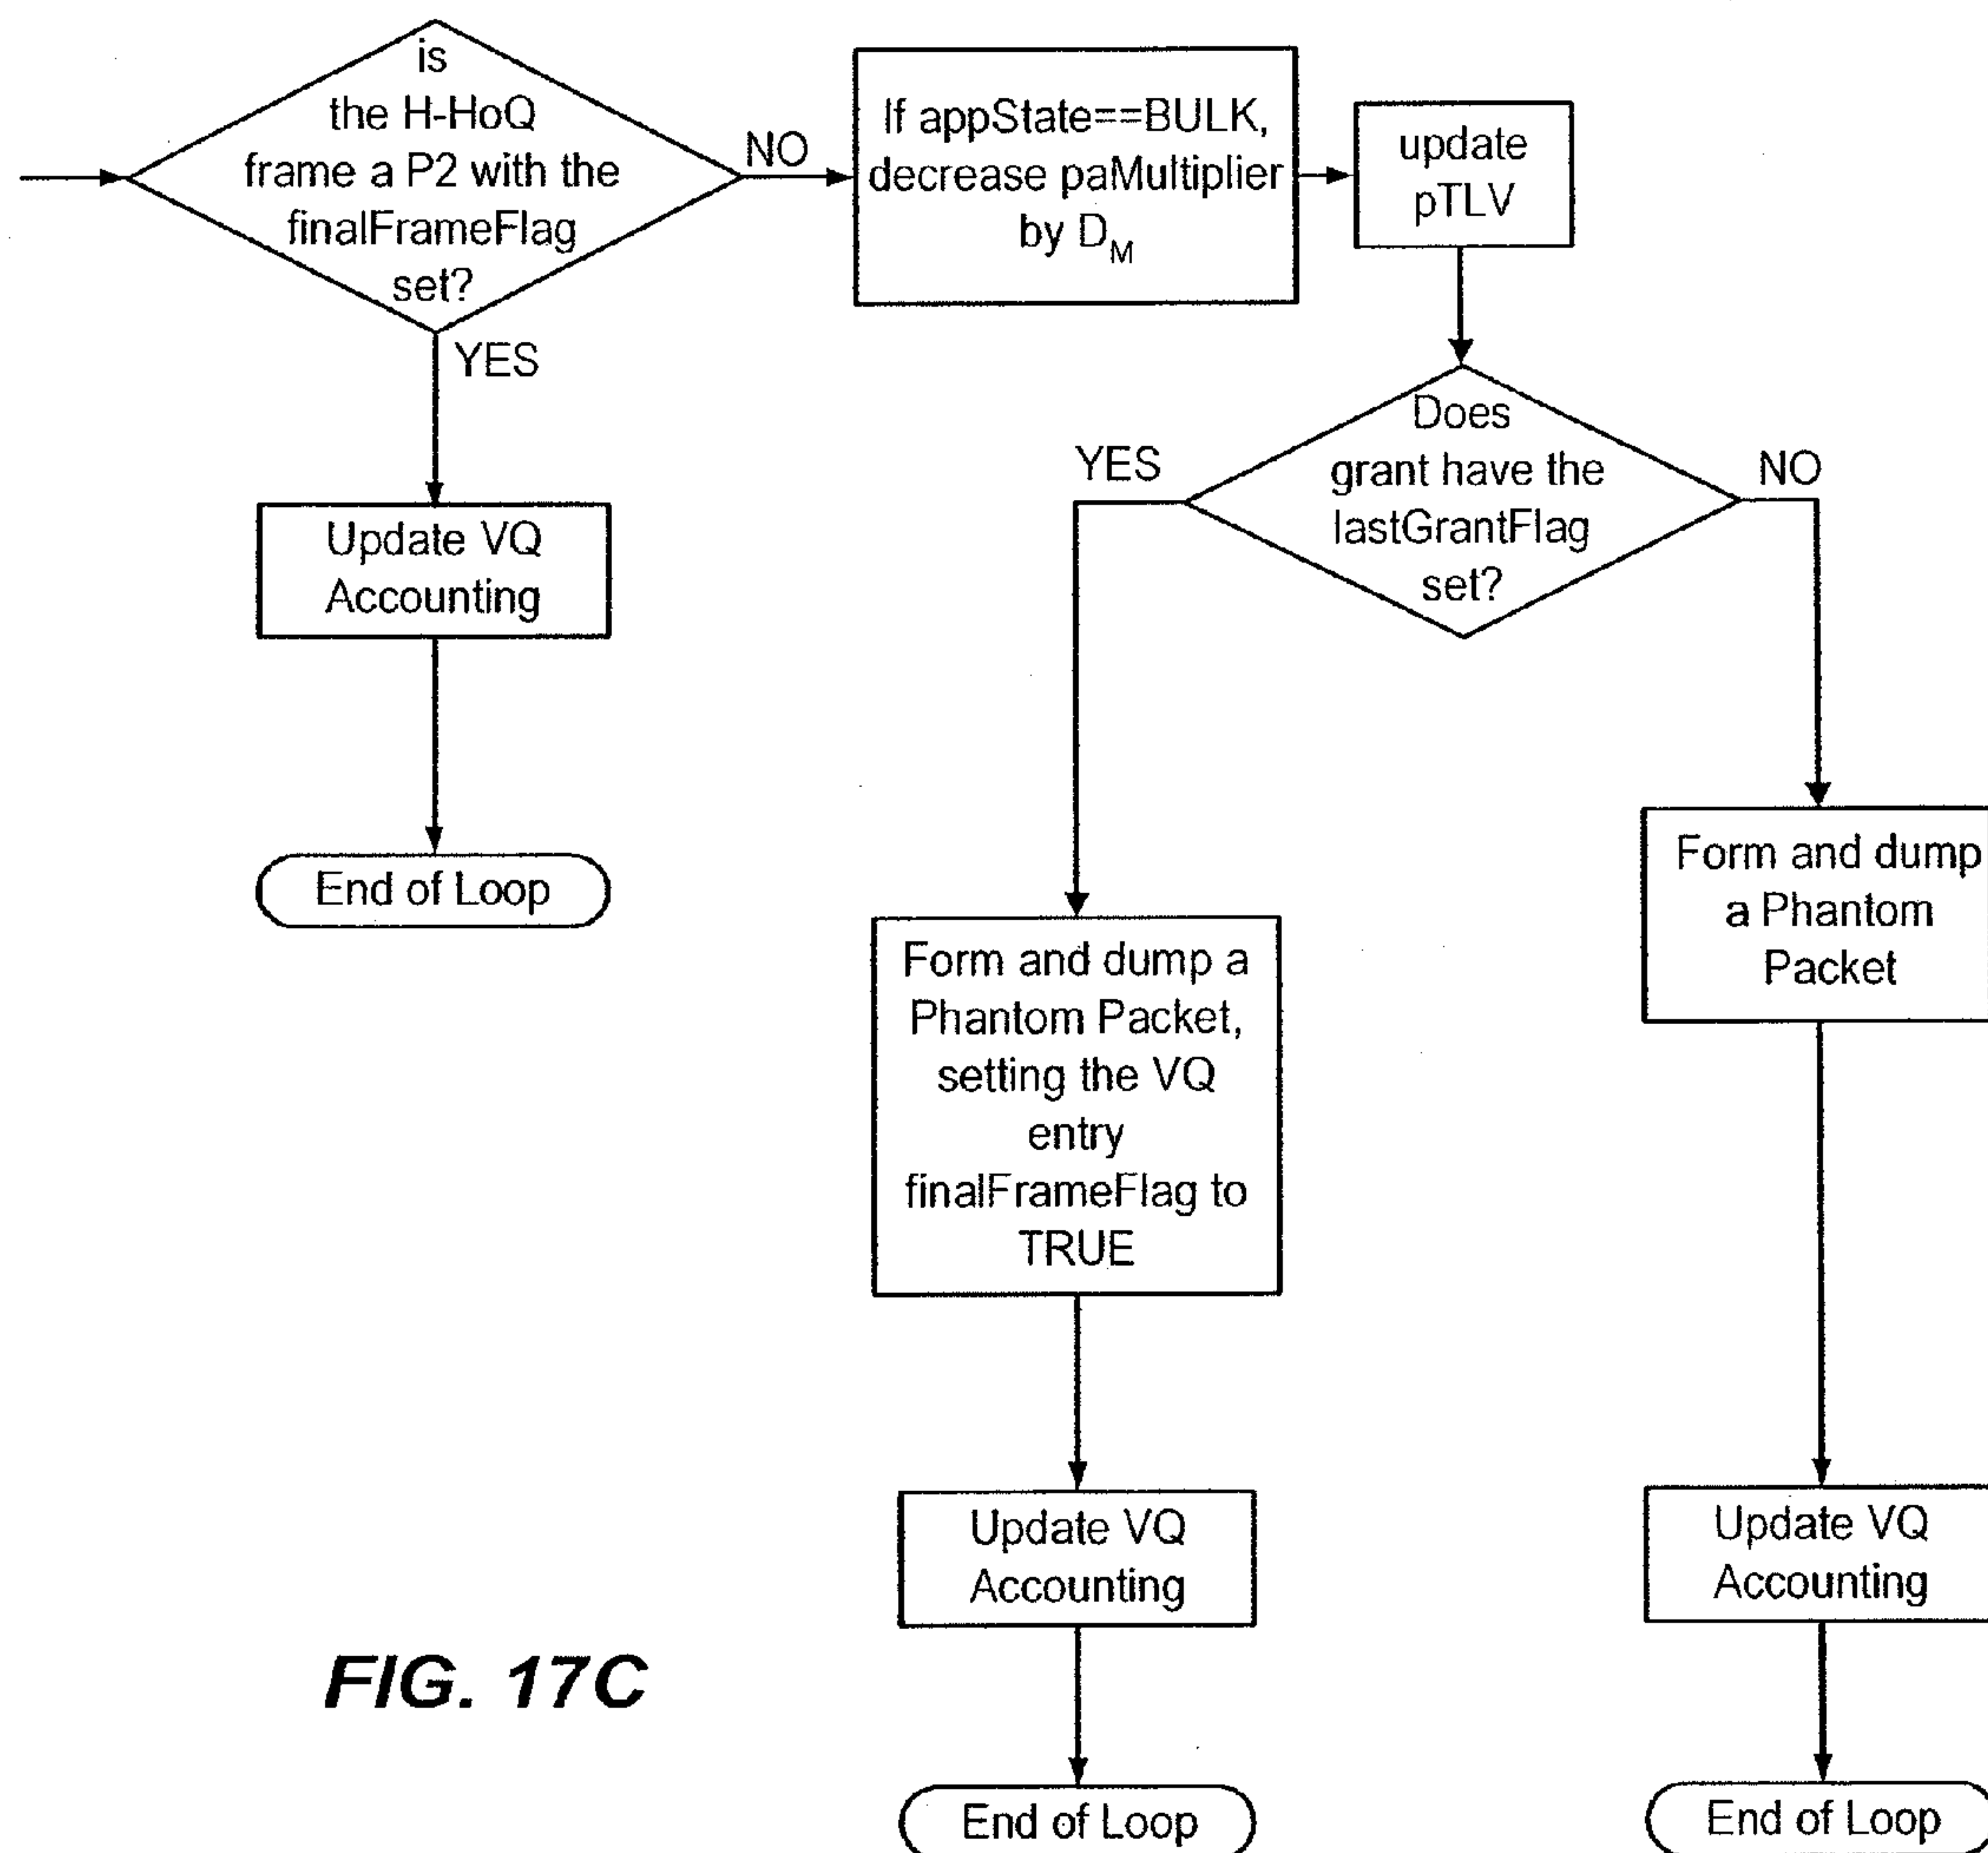 is
the H-HoQ
frame a P2 with the
finalFrameFlag
set?
NO
If appState==BULK,
decrease paMultiplier
by DM
update
pTLV
YES
Update VQ
Accounting
End of Loop
Does
grant have the
lastGrantFlag
set?
YES
NO
Form and dump a
Phantom Packet,
setting the VQ
entry
finalFrameFlag to
TRUE
Update VQ
Accounting
End of Loop
Form and dump
a Phantom
Packet
Update VQ
Accounting
End of Loop
FIG. 17C